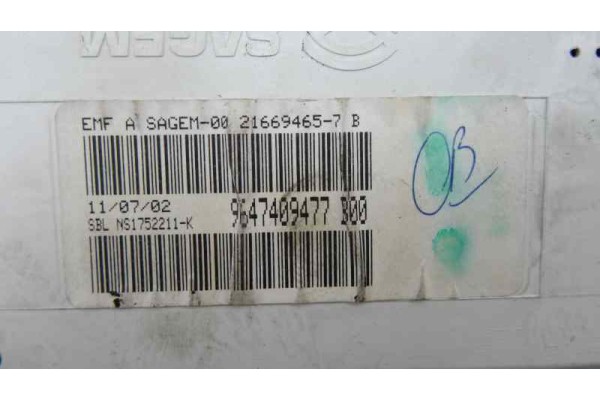 SAGEM
EMF A SAGEM-00 21669465-7 B
11/07/02
9647409477 B00
SBL NS1752211-K
OB